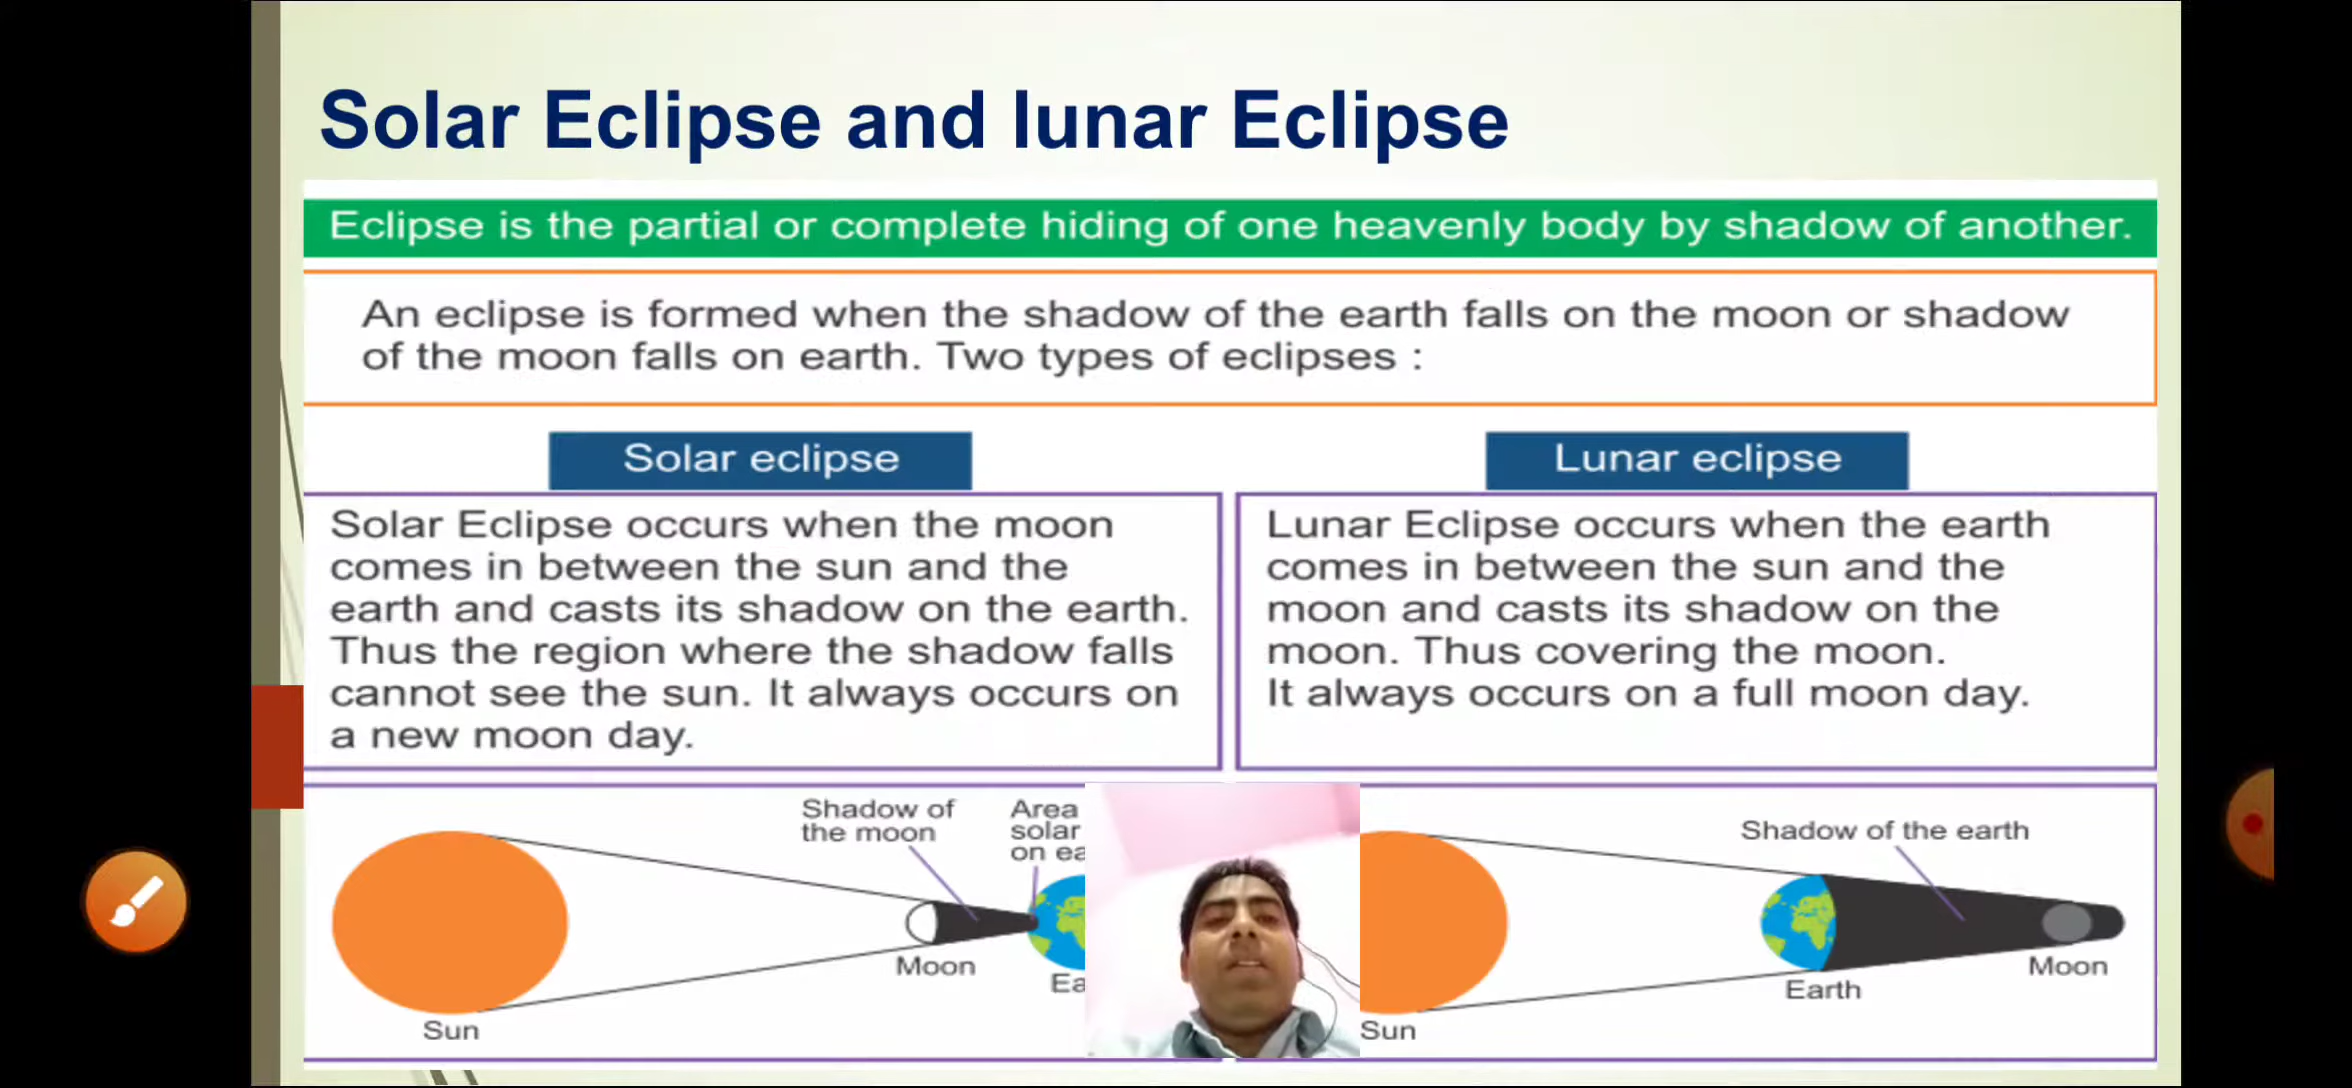 Solar Eclipse and lunar Eclipse
Eclipse is the partial or complete hiding of one heavenly body by shadow of another.
An eclipse is formed when the shadow of the earth falls on the moon or shadow
of the moon falls on earth. Two types of eclipses :
Solar eclipse
Solar Eclipse occurs when the moon
comes in between the sun and the
earth and casts its shadow on the earth.
Thus the region where the shadow falls
cannot see the sun. It always occurs on
a new moon day.
Lunar eclipse
Lunar Eclipse occurs when the earth
comes in between the sun and the
moon and casts its shadow on the
moon. Thus covering the moon.
It always occurs on a full moon day.
Shadow of
the moon
Area
solar
on
Moon
Sun
Shadow of the earth
Earth
Moon
Sun